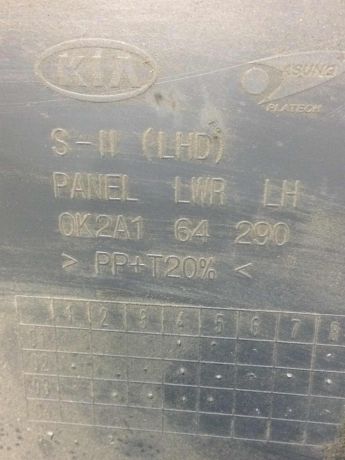 KIA
PLATECH
S-II (LHD)
PANEL LWR LH
0K2A1 64 290
> PP+T20% <
1 2 3 4 5 6 7 8